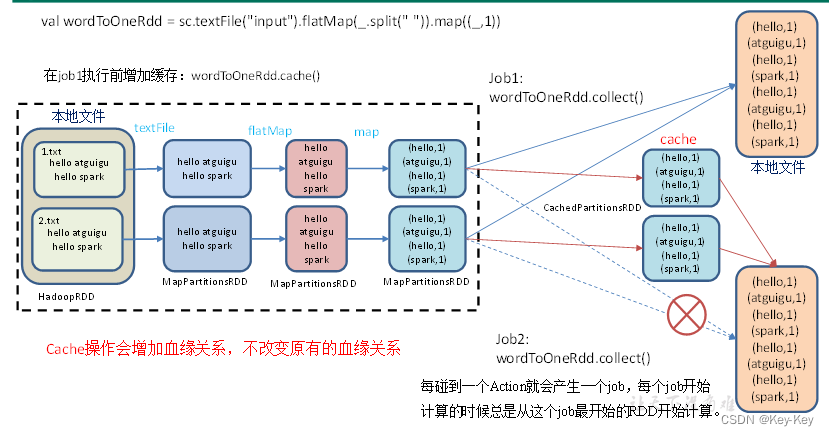 val wordToOneRdd = sc.textFile("input").flatMap(_.split(" ")).map((_,1))
在job1执行前增加缓存：wordToOneRdd.cache()
本地文件
textFile
flatMap
map
1.txt
hello atguigu
hello spark
2.txt
hello atguigu
hello spark
HadoopRDD
hello atguigu
hello spark
hello atguigu
hello spark
MapPartitionsRDD
hello
atguigu
hello
spark
hello
atguigu
hello
spark
MapPartitionsRDD
(hello,1)
(atguigu,1)
(hello,1)
(spark,1)
(hello,1)
(atguigu,1)
(hello,1)
(spark,1)
MapPartitionsRDD
Cache操作会增加血缘关系，不改变原有的血缘关系
Job1:
wordToOneRdd.collect()
cache
(hello,1)
(atguigu,1)
(hello,1)
(spark,1)
CachedPartitionsRDD
(hello,1)
(atguigu,1)
(hello,1)
(spark,1)
(hello,1)
(atguigu,1)
(hello,1)
(spark,1)
(hello,1)
(atguigu,1)
(hello,1)
(spark,1)
本地文件
Job2:
wordToOneRdd.collect()
(hello,1)
(atguigu,1)
(hello,1)
(spark,1)
(hello,1)
(atguigu,1)
(hello,1)
(spark,1)
每碰到一个Action就会产生一个job，每个job开始
计算的时候总是从这个job最开始的RDD开始计算。
CSDN @Key-Key